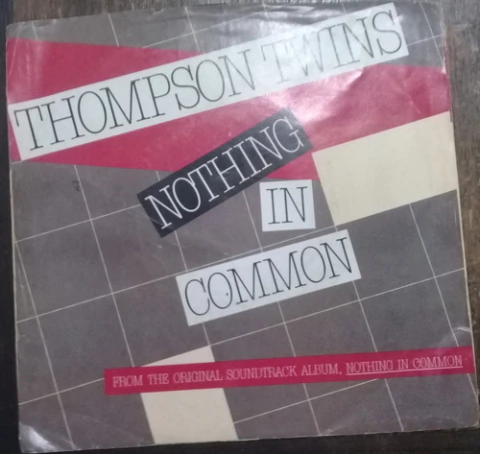 THOMPSON TWINS
NOTHING
IN
COMMON
FROM THE ORIGINAL SOUNDTRACK ALBUM, NOTHING IN COMMON